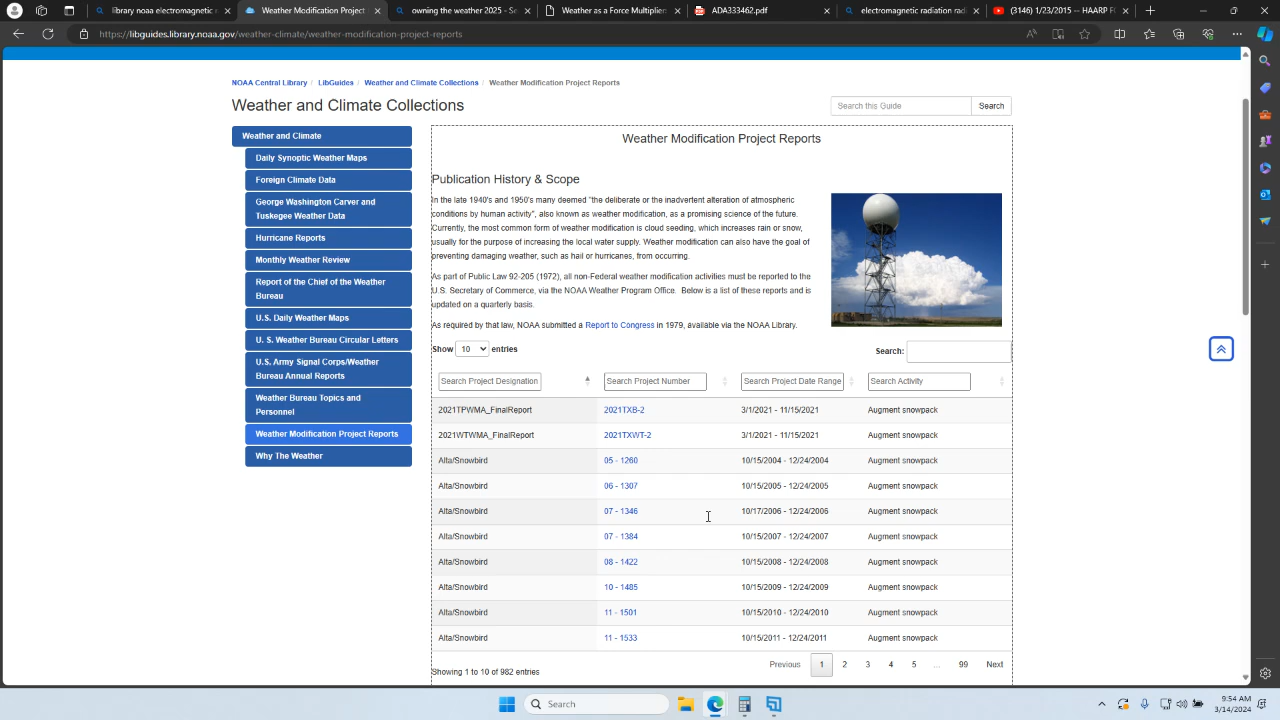 library noaa electromagnetic r
Weather Modification Project
owning the weather 2025 - Se
Weather as a Force Multiplier
ADA333462.pdf
electromagnetic radiation radi
(3146) 1/23/2015 -- HAARP FO
https://libguides.library.noaa.gov/weather-climate/weather-modification-project-reports
NOAA Central Library / LibGuides / Weather and Climate Collections / Weather Modification Project Reports
Weather and Climate Collections
Search this Guide
Search
Weather and Climate
Daily Synoptic Weather Maps
Foreign Climate Data
George Washington Carver and
Tuskegee Weather Data
Hurricane Reports
Monthly Weather Review
Report of the Chief of the Weather
Bureau
U.S. Daily Weather Maps
U. S. Weather Bureau Circular Letters
U.S. Army Signal Corps/Weather
Bureau Annual Reports
Weather Bureau Topics and
Personnel
Weather Modification Project Reports
Why The Weather
Weather Modification Project Reports
Publication History & Scope
In the late 1940's and 1950's many deemed "the deliberate or the inadvertent alteration of atmospheric
conditions by human activity", also known as weather modification, as a promising science of the future.
Currently, the most common form of weather modification is cloud seeding, which increases rain or snow,
usually for the purpose of increasing the local water supply. Weather modification can also have the goal of
preventing damaging weather, such as hail or hurricanes, from occurring.
As part of Public Law 92-205 (1972), all non-Federal weather modification activities must be reported to the
U.S. Secretary of Commerce, via the NOAA Weather Program Office. Below is a list of these reports and is
updated on a quarterly basis.
As required by that law, NOAA submitted a Report to Congress in 1979, available via the NOAA Library.
Show 10 entries
Search:
Search Project Designation Search Project Number Search Project Date Range Search Activity
2021TPWMA_FinalReport 2021TXB-2 3/1/2021 - 11/15/2021 Augment snowpack
2021WTWMA_FinalReport 2021TXWT-2 3/1/2021 - 11/15/2021 Augment snowpack
Alta/Snowbird 05 - 1260 10/15/2004 - 12/24/2004 Augment snowpack
Alta/Snowbird 06 - 1307 10/15/2005 - 12/24/2005 Augment snowpack
Alta/Snowbird 07 - 1346 10/17/2006 - 12/24/2006 Augment snowpack
Alta/Snowbird 07 - 1384 10/15/2007 - 12/24/2007 Augment snowpack
Alta/Snowbird 08 - 1422 10/15/2008 - 12/24/2008 Augment snowpack
Alta/Snowbird 10 - 1485 10/15/2009 - 12/24/2009 Augment snowpack
Alta/Snowbird 11 - 1501 10/15/2010 - 12/24/2010 Augment snowpack
Alta/Snowbird 11 - 1533 10/15/2011 - 12/24/2011 Augment snowpack
Showing 1 to 10 of 982 entries
Previous 1 2 3 4 5 … 99 Next
Search
9:54 AM
3/14/2024